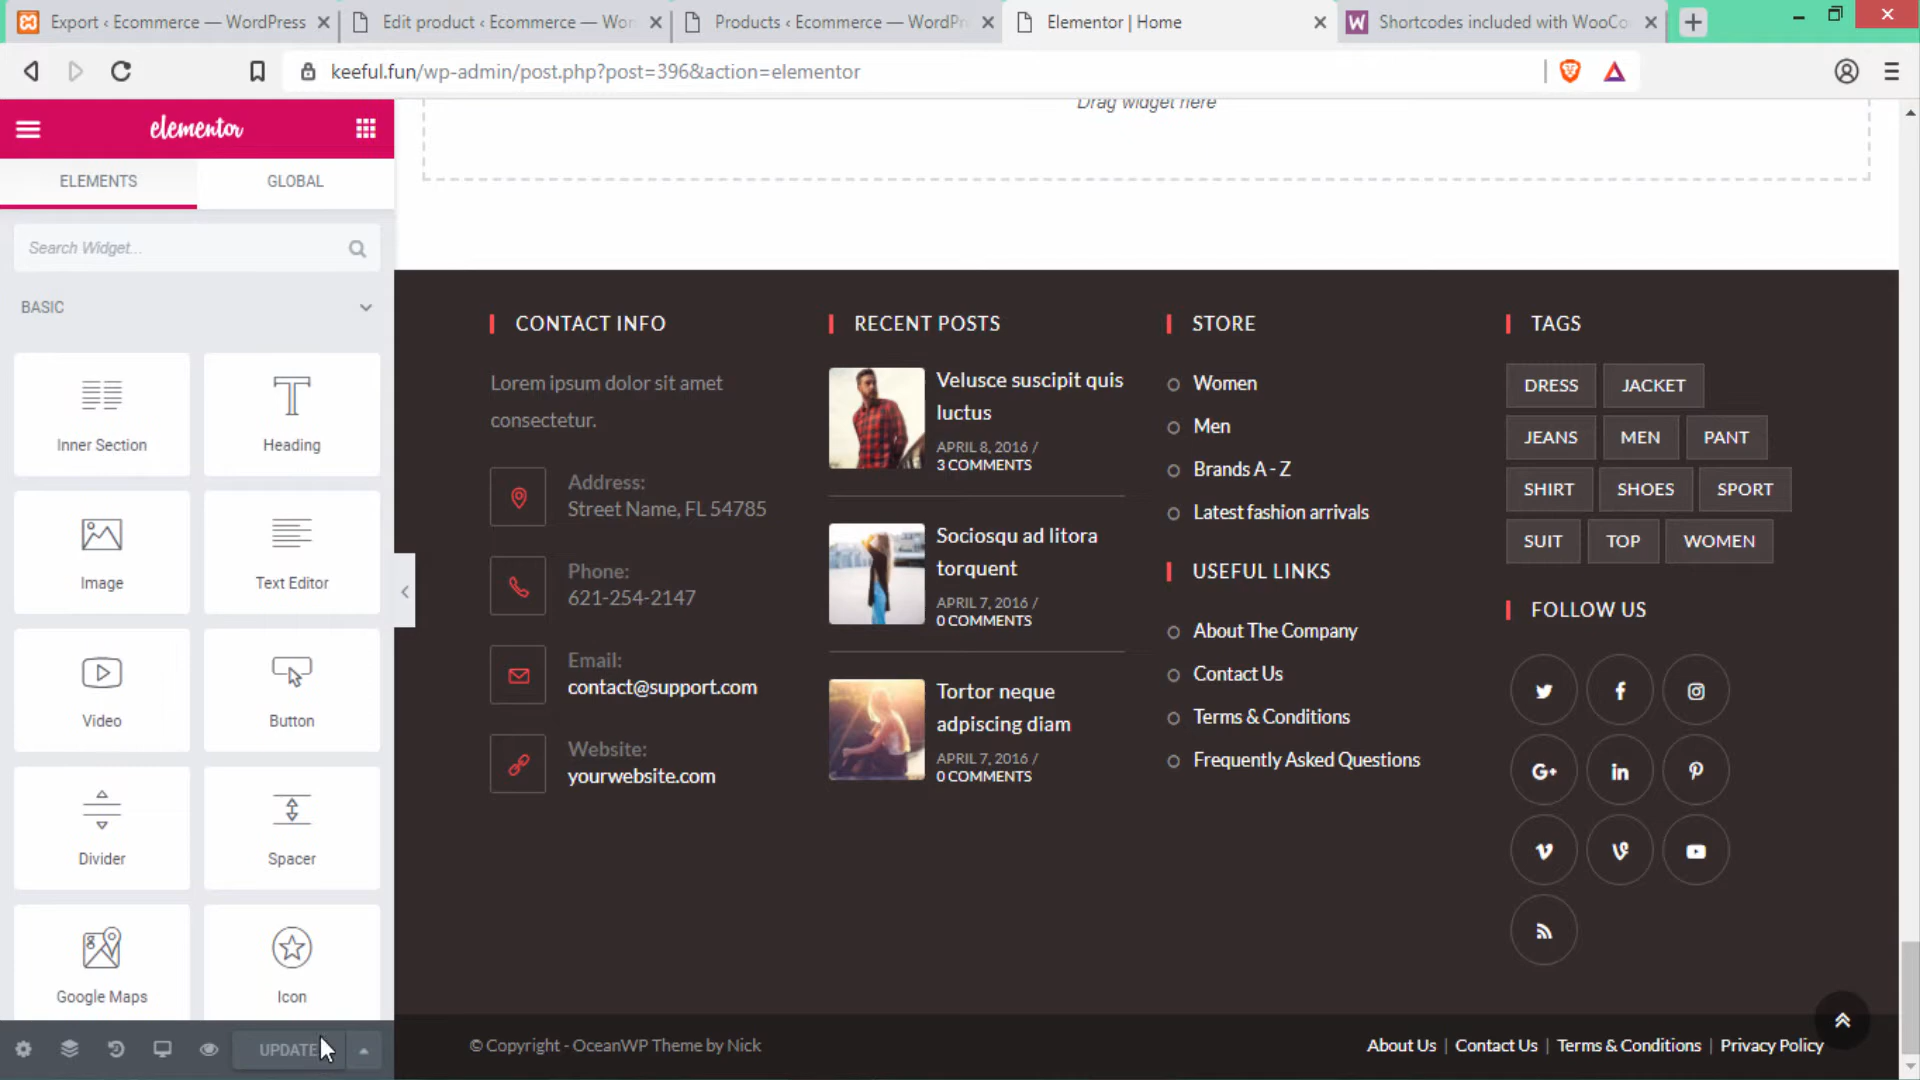 Export ‹ Ecommerce — WordPress
Edit product ‹ Ecommerce — Wor
Products ‹ Ecommerce — WordPr
Elementor | Home
Shortcodes included with WooCo
keeful.fun/wp-admin/post.php?post=396&action=elementor
elementor
ELEMENTS
GLOBAL
Search Widget...
BASIC
Inner Section
Heading
Image
Text Editor
Video
Button
Divider
Spacer
Google Maps
Icon
UPDATE
Drag widget here
CONTACT INFO
Lorem ipsum dolor sit amet
consectetur.
Address:
Street Name, FL 54785
Phone:
621-254-2147
Email:
contact@support.com
Website:
yourwebsite.com
RECENT POSTS
Velusce suscipit quis
luctus
APRIL 8, 2016 /
3 COMMENTS
Sociosqu ad litora
torquent
APRIL 7, 2016 /
0 COMMENTS
Tortor neque
adipiscing diam
APRIL 7, 2016 /
0 COMMENTS
STORE
Women
Men
Brands A - Z
Latest fashion arrivals
USEFUL LINKS
About The Company
Contact Us
Terms & Conditions
Frequently Asked Questions
TAGS
DRESS JACKET
JEANS MEN PANT
SHIRT SHOES SPORT
SUIT TOP WOMEN
FOLLOW US
© Copyright - OceanWP Theme by Nick
About Us | Contact Us | Terms & Conditions | Privacy Policy